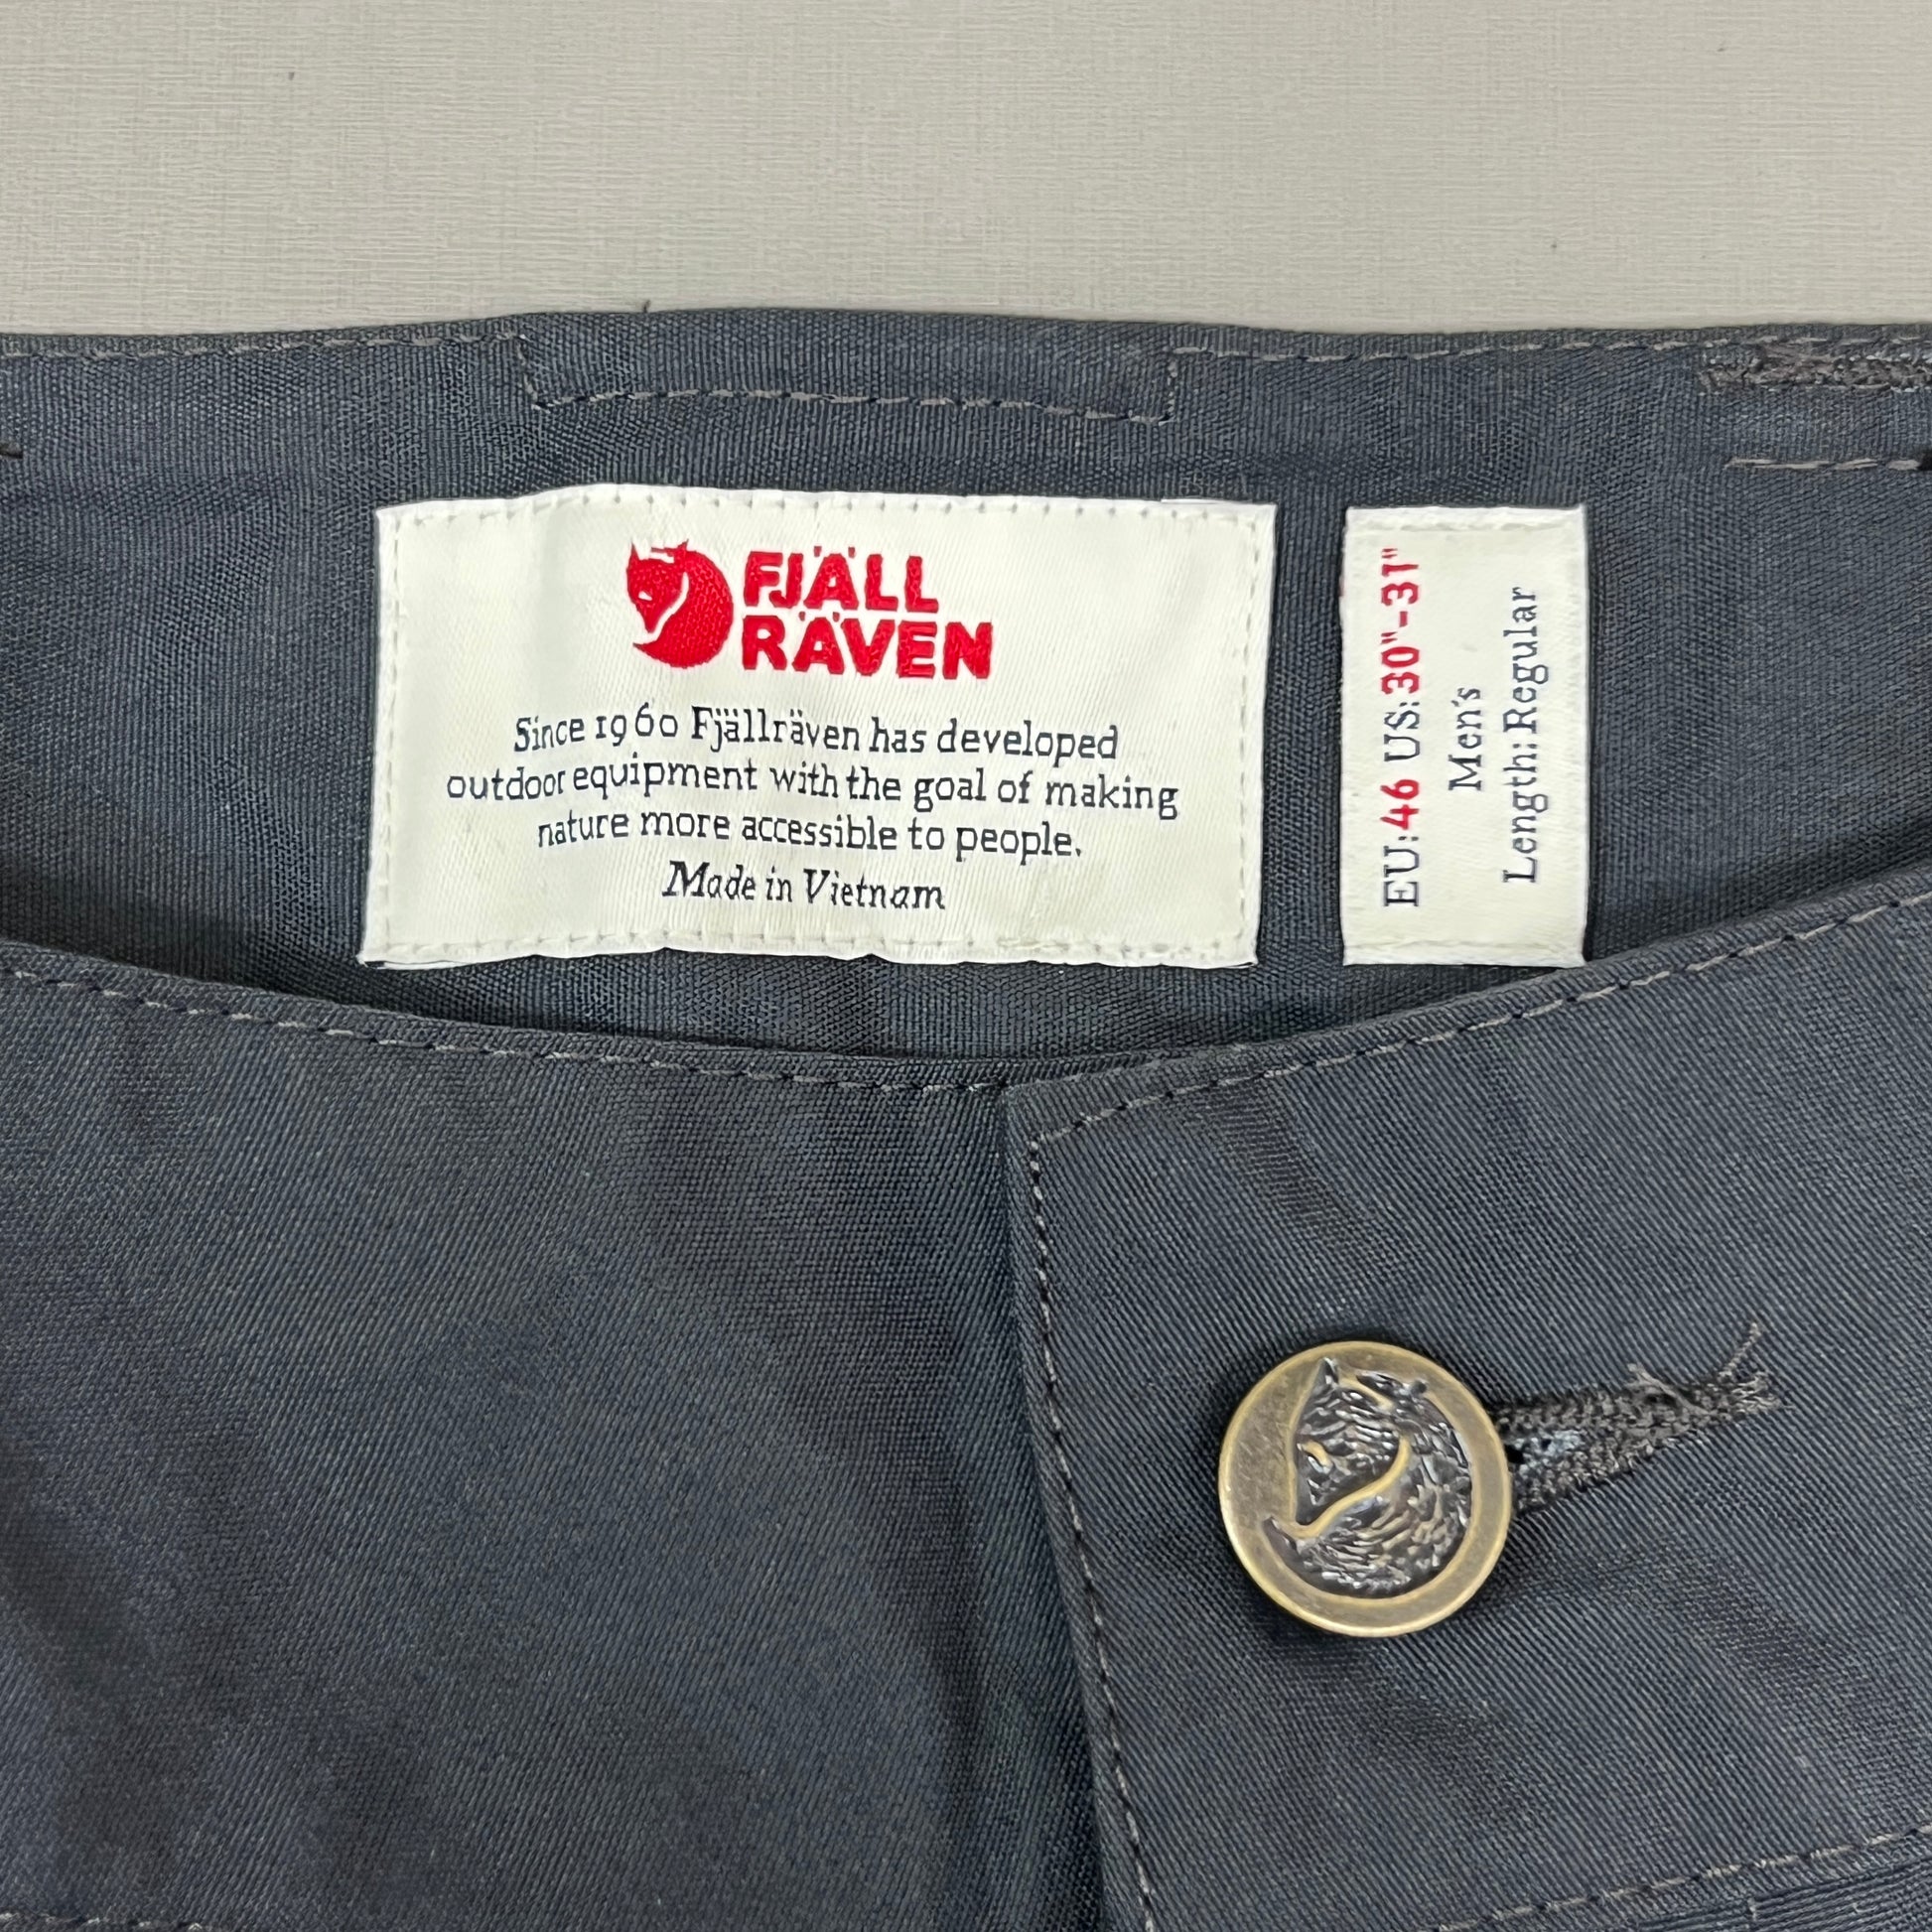 FJÄLL
RÄVEN
Since 1960 Fjällräven has developed
outdoor equipment with the goal of making
nature more accessible to people.
Made in Vietnam
EU:46 US:30"-31"
Men's
Length: Regular